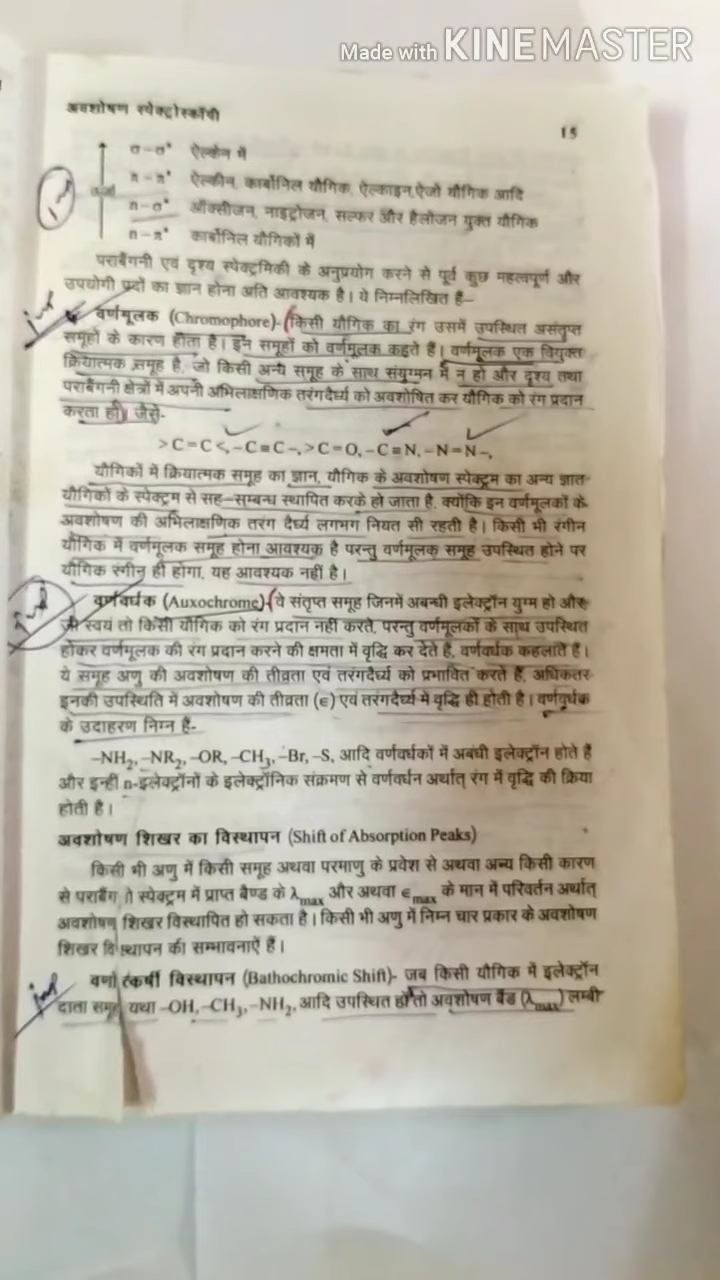 Made with KINEMASTER
अवशोषण स्पेक्ट्रोस्कॉपी
15
σ–σ* ऐल्केन में
π–π* ऐल्कीन, कार्बोनिल यौगिक, ऐल्काइन,ऐजो यौगिक आदि
n–σ* ऑक्सीजन, नाइट्रोजन, सल्फर और हैलोजन युक्त यौगिक
n–π* कार्बोनिल यौगिकों में
पराबैंगनी एवं दृश्य स्पेक्ट्रमिकी के अनुप्रयोग करने से पूर्व कुछ महत्वपूर्ण और
उपयोगी पदों का ज्ञान होना अति आवश्यक है। ये निम्नलिखित हैं–
imp
वर्णमूलक (Chromophore)- (किसी यौगिक का रंग उसमें उपस्थित असंतृप्त
समूहों के कारण होता है। इन समूहों को वर्णमूलक कहते हैं। वर्णमूलक एक वियुक्त
क्रियात्मक समूह है, जो किसी अन्य समूह के साथ संयुग्मन में न हो और दृश्य तथा
पराबैंगनी क्षेत्रों में अपनी अभिलाक्षणिक तरंगदैर्घ्य को अवशोषित कर यौगिक को रंग प्रदान
करता हो। जैसे-
>C=C<, –C≡C–, >C=O, –C≡N, –N=N–,
यौगिकों में क्रियात्मक समूह का ज्ञान, यौगिक के अवशोषण स्पेक्ट्रम का अन्य ज्ञात
यौगिकों के स्पेक्ट्रम से सह–सम्बन्ध स्थापित करके हो जाता है, क्योंकि इन वर्णमूलकों के
अवशोषण की अभिलाक्षणिक तरंग दैर्घ्य लगभग नियत सी रहती है। किसी भी रंगीन
यौगिक में वर्णमूलक समूह होना आवश्यक है परन्तु वर्णमूलक समूह उपस्थित होने पर
यौगिक रंगीन ही होगा, यह आवश्यक नहीं है।
imp
वर्णवर्धक (Auxochrome)-(वे संतृप्त समूह जिनमें अबन्धी इलेक्ट्रॉन युग्म हो और
जो स्वयं तो किसी यौगिक को रंग प्रदान नहीं करते, परन्तु वर्णमूलकों के साथ उपस्थित
होकर वर्णमूलक की रंग प्रदान करने की क्षमता में वृद्धि कर देते है, वर्णवर्धक कहलाते हैं।
ये समूह अणु की अवशोषण की तीव्रता एवं तरंगदैर्घ्य को प्रभावित करते हैं, अधिकतर
इनकी उपस्थिति में अवशोषण की तीव्रता (ϵ) एवं तरंगदैर्घ्य में वृद्धि ही होती है। वर्णवर्धक
के उदाहरण निम्न हैं-
–NH₂, –NR₂, –OR, –CH₃, –Br, –S, आदि वर्णवर्धकों में अबंधी इलेक्ट्रॉन होते हैं
और इन्हीं n-इलेक्ट्रॉनों के इलेक्ट्रॉनिक संक्रमण से वर्णवर्धन अर्थात् रंग में वृद्धि की क्रिया
होती है।
अवशोषण शिखर का विस्थापन (Shift of Absorption Peaks)
किसी भी अणु में किसी समूह अथवा परमाणु के प्रवेश से अथवा अन्य किसी कारण
से स्पेक्ट्रम में प्राप्त बैण्ड के λmax और अथवा ϵmax के मान में परिवर्तन अर्थात्
अवशोषण शिखर विस्थापित हो सकता है। किसी भी अणु में निम्न चार प्रकार के अवशोषण
शिखर विस्थापन की सम्भावनाऐं हैं।
imp
वर्णोत्कर्षी विस्थापन (Bathochromic Shift)- जब किसी यौगिक में इलेक्ट्रॉन
दाता समूह यथा –OH, –CH₃, –NH₂, आदि उपस्थित हों तो अवशोषण बैंड (λmax) लम्बी